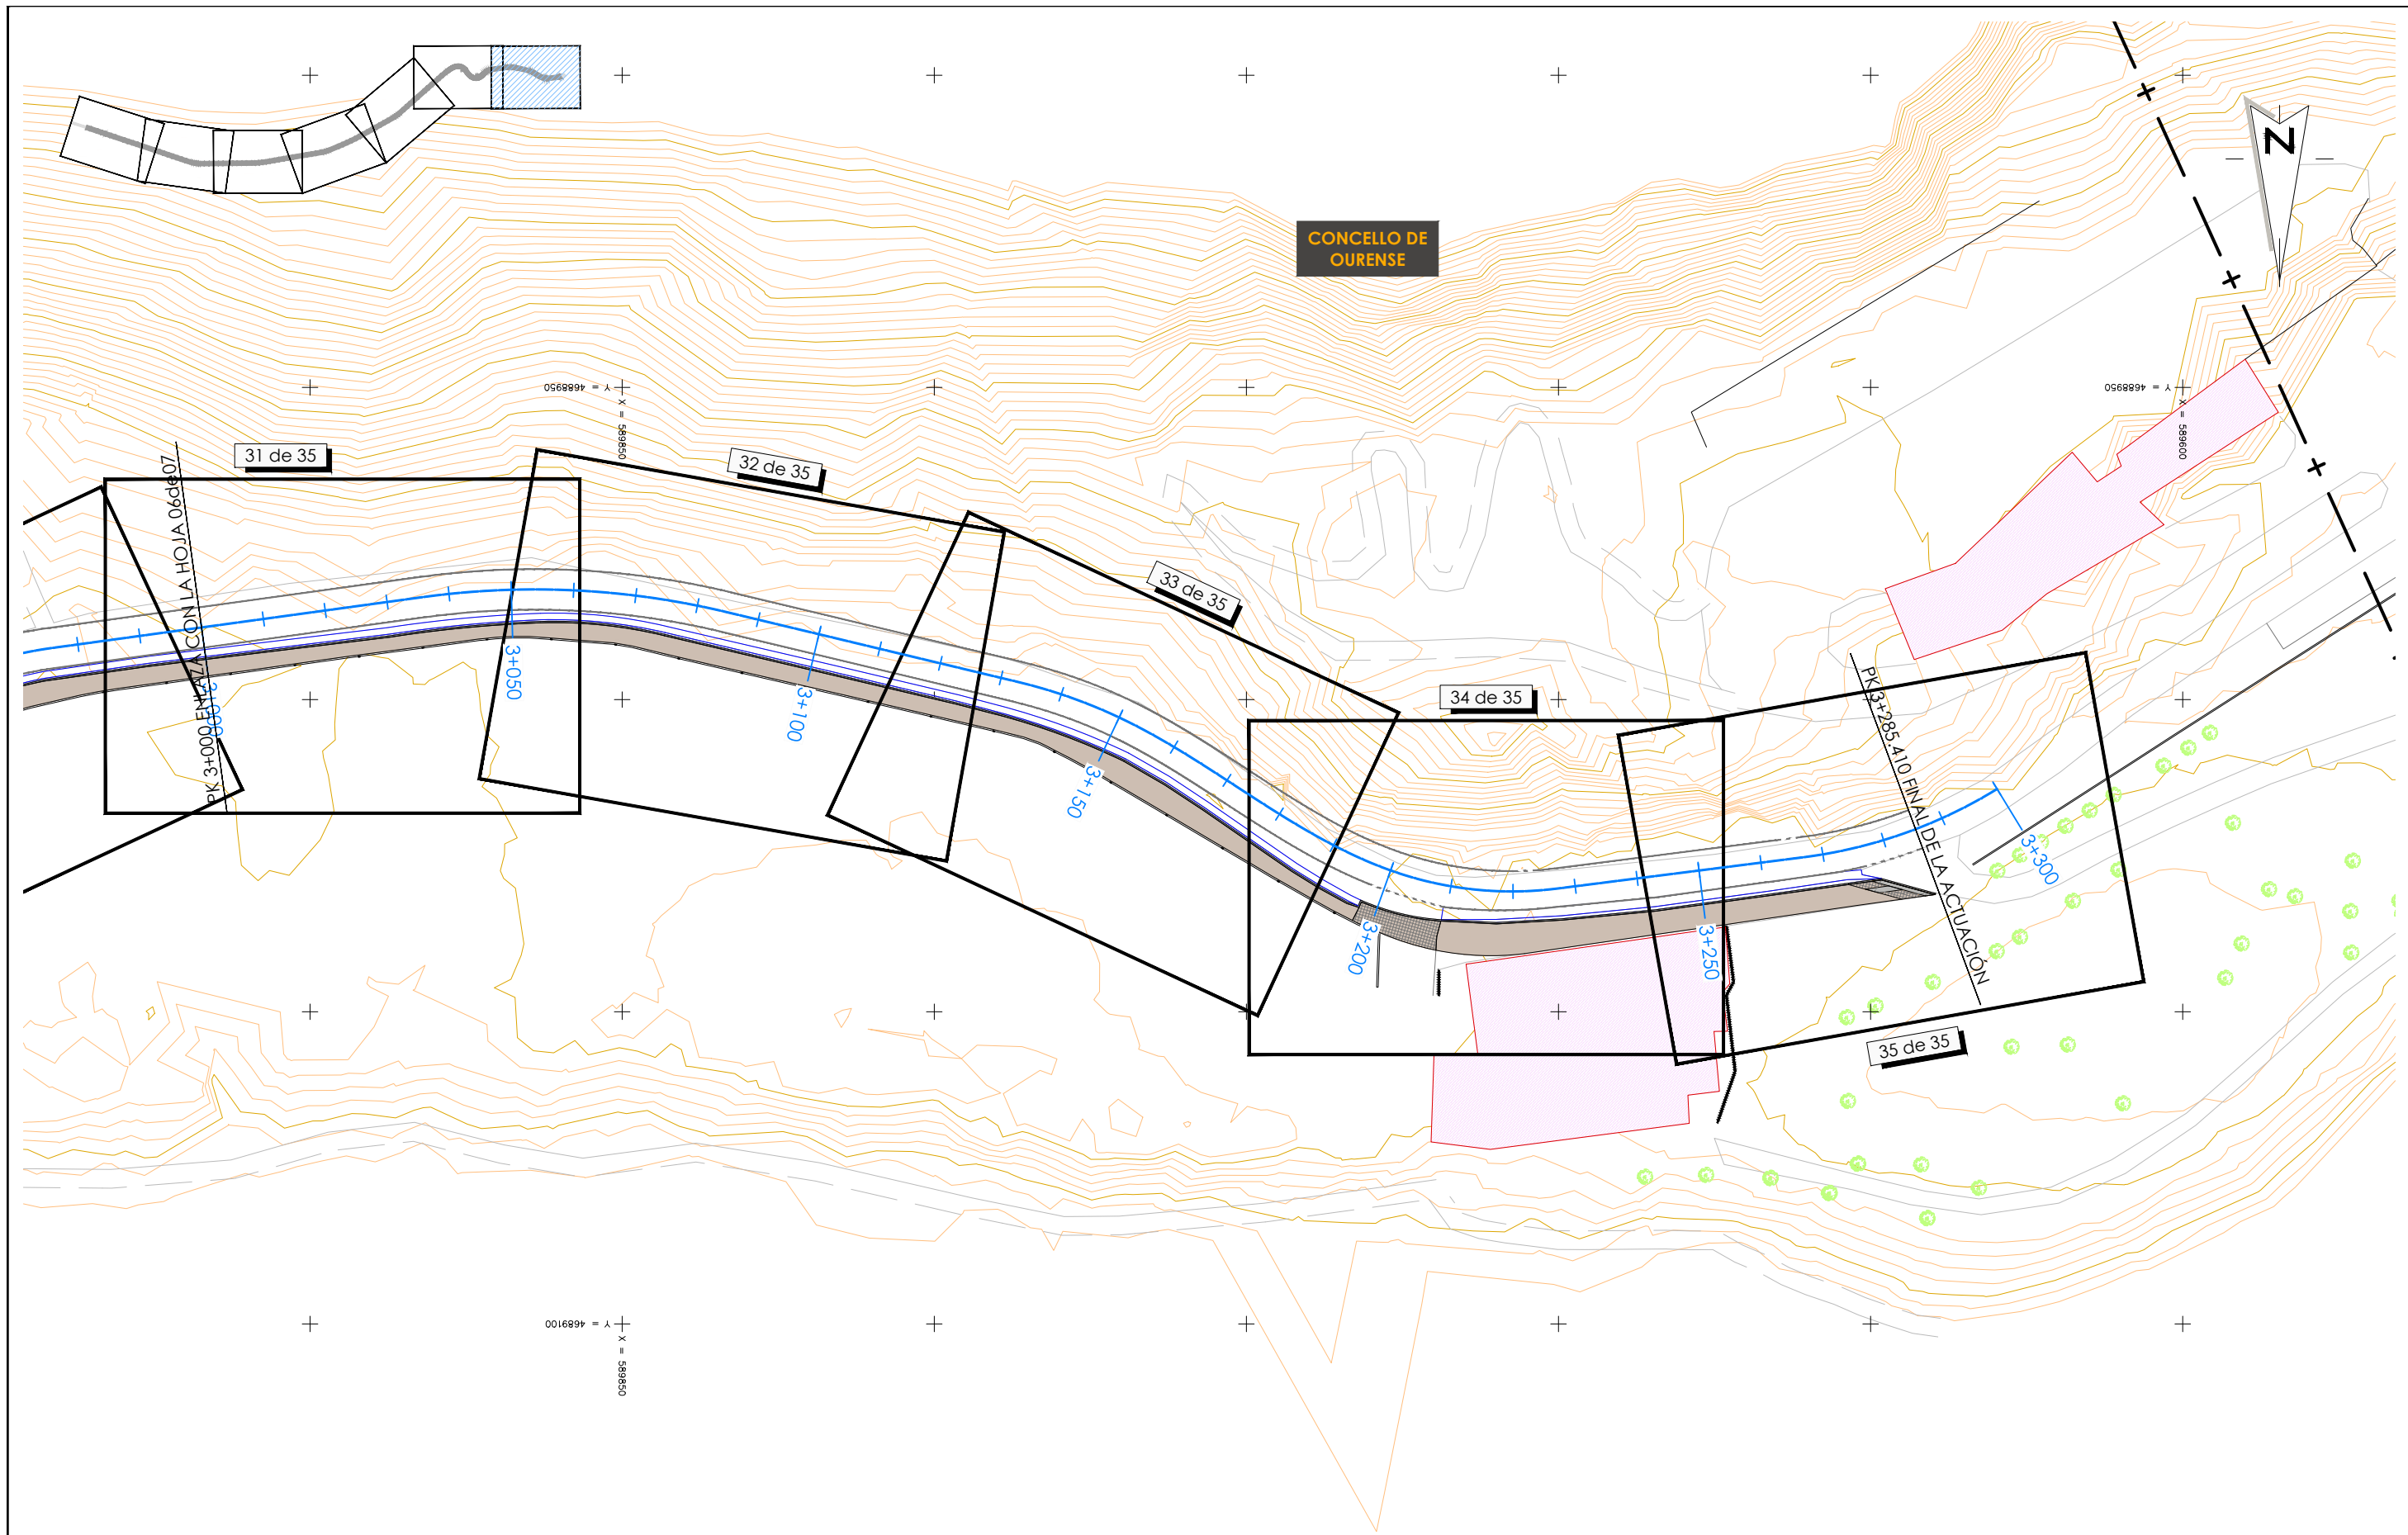 CONCELLO DE
OURENSE
N
Y = 4688950
X = 589850
Y = 4688950
X = 589600
31 de 35
32 de 35
33 de 35
34 de 35
35 de 35
PK 3+000 ENLAZA CON LA HOJA 06de07
3+000
3+050
3+100
3+150
3+200
3+250
3+300
PK 3+285.410 FINAL DE LA ACTUACIÓN
Y = 4689100
X = 589850